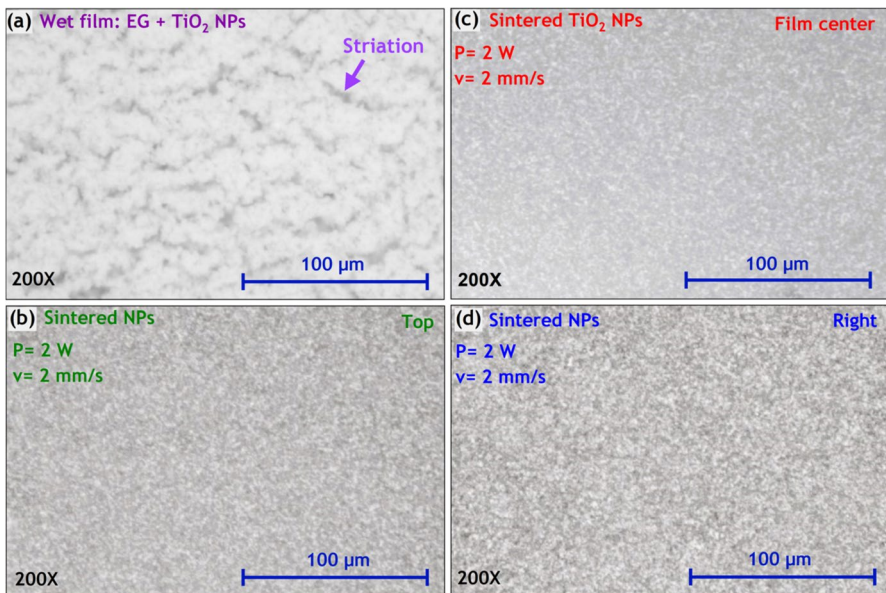 (a) Wet film: EG + TiO₂ NPs
Striation
100 µm
200X
(c) Sintered TiO₂ NPs
Film center
P= 2 W
v= 2 mm/s
100 µm
200X
(b) Sintered NPs
Top
P= 2 W
v= 2 mm/s
100 µm
200X
(d) Sintered NPs
Right
P= 2 W
v= 2 mm/s
100 µm
200X